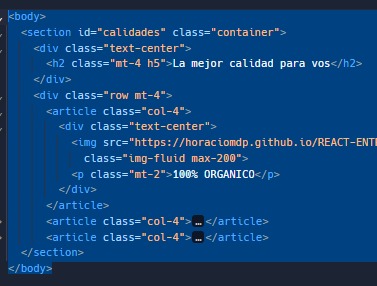 <body>
<section id="calidades" class="container">
<div class="text-center">
<h2 class="mt-4 h5">La mejor calidad para vos</h2>
</div>
<div class="row mt-4">
<article class="col-4">
<div class="text-center">
<img src="https://horaciomdp.github.io/REACT-ENTR
class="img-fluid max-200">
<p class="mt-2">100% ORGANICO</p>
</div>
</article>
<article class="col-4">…</article>
<article class="col-4">…</article>
</section>
</body>